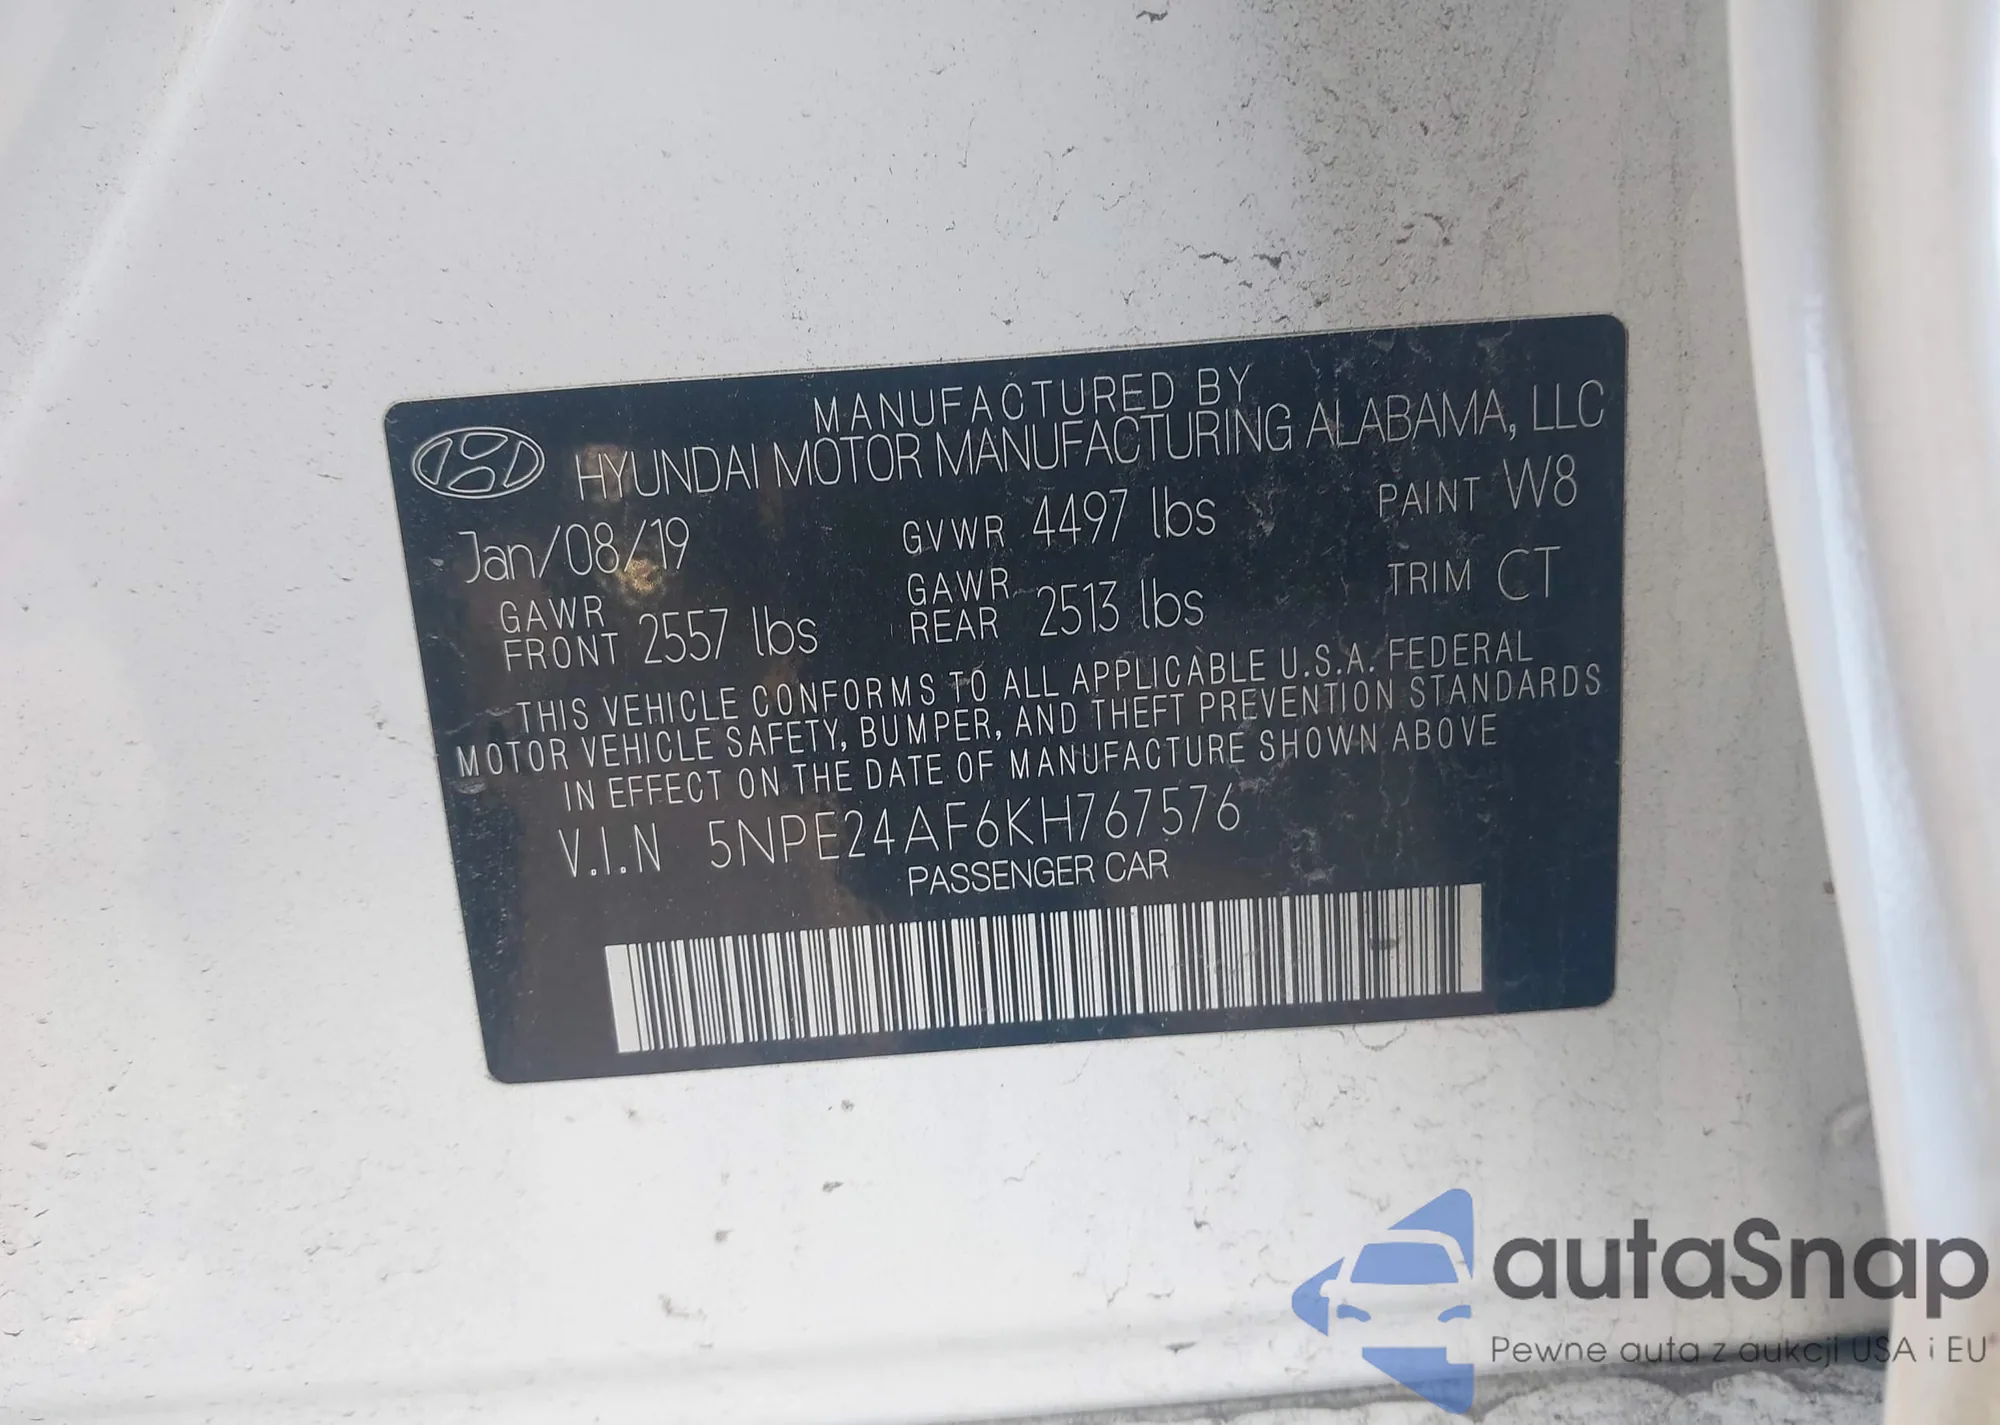 MANUFACTURED BY
HYUNDAI MOTOR MANUFACTURING ALABAMA, LLC
Jan/08/19 GVWR 4497 lbs PAINT W8
GAWR FRONT 2557 lbs GAWR REAR 2513 lbs TRIM CT
THIS VEHICLE CONFORMS TO ALL APPLICABLE U.S.A. FEDERAL
MOTOR VEHICLE SAFETY, BUMPER, AND THEFT PREVENTION STANDARDS
IN EFFECT ON THE DATE OF MANUFACTURE SHOWN ABOVE
V.I.N 5NPE24AF6KH767576
PASSENGER CAR
autaSnap
Pewne auta z aukcji USA i EU